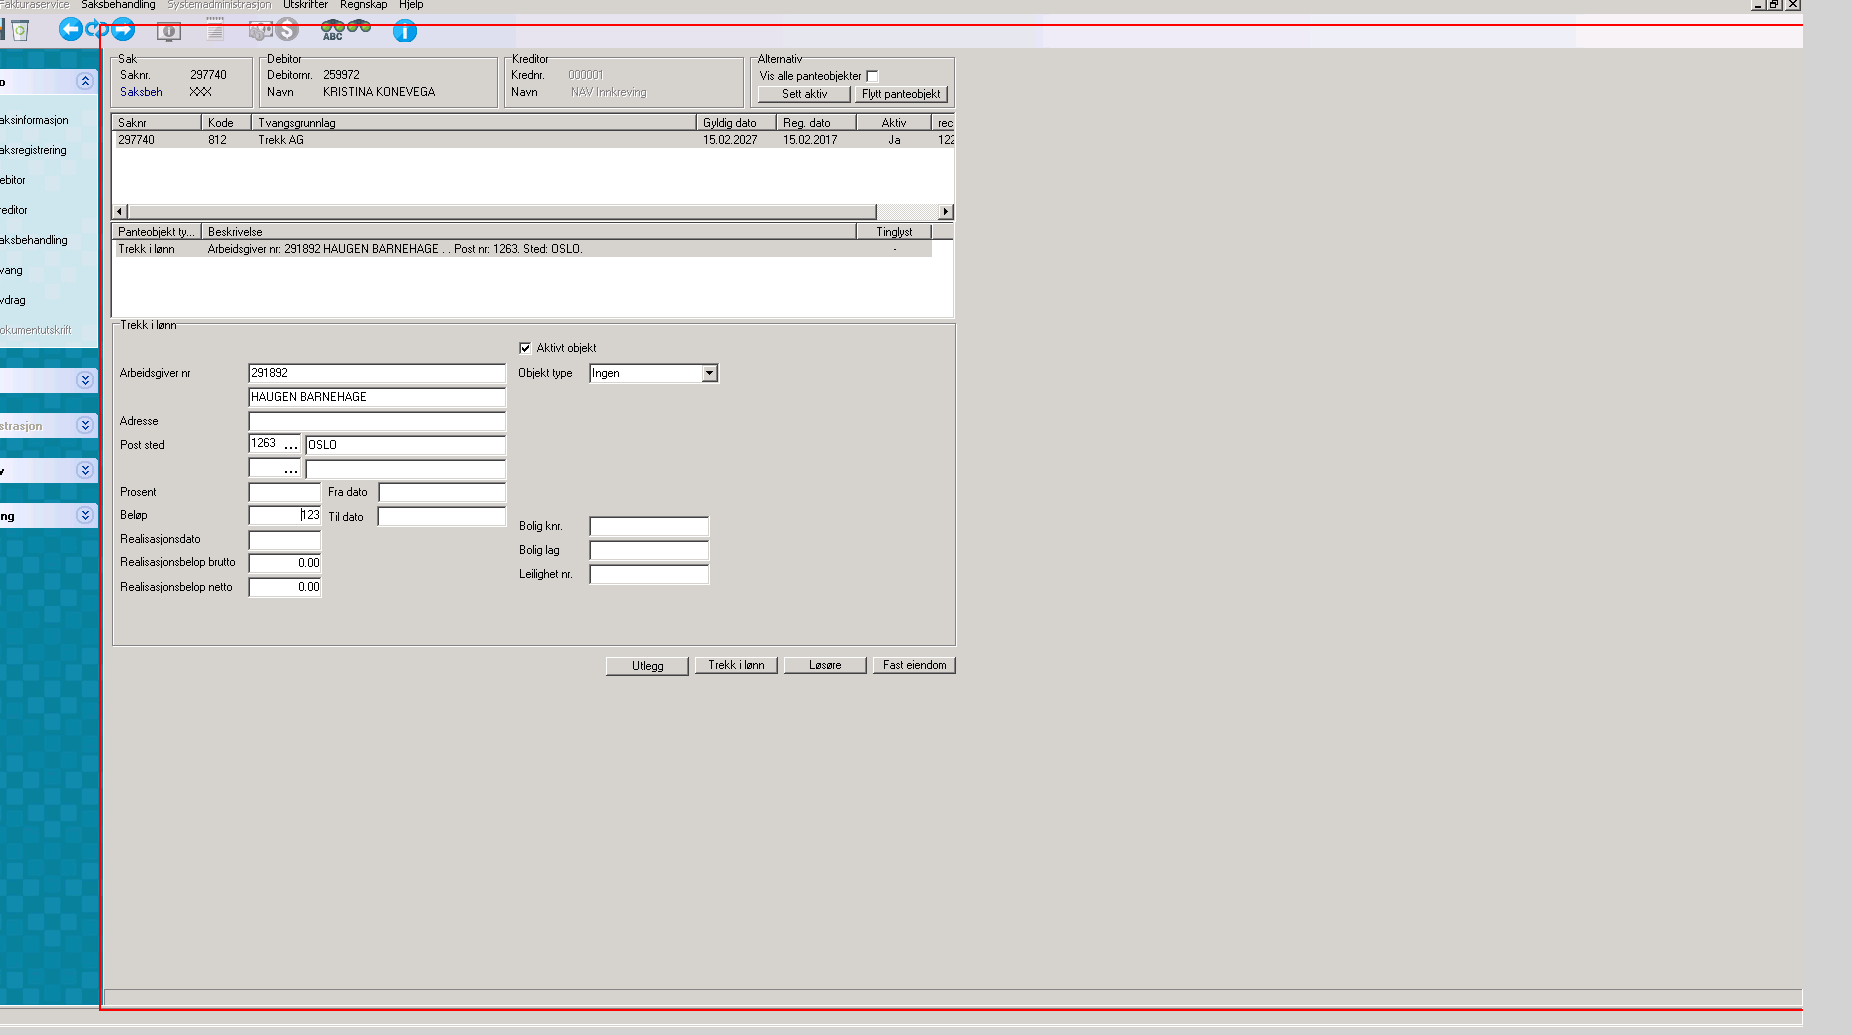 Fakturaservice Saksbehandling Systemadministrasjon Utskrifter Regnskap Hjelp
ABC
Sak Debitor Kreditor Alternativ
Saknr. 297740 Debitornr. 259972 Krednr. 000001 Vis alle panteobjekter
Saksbeh XXX Navn KRISTINA KONEVEGA Navn NAV Innkreving Sett aktiv Flytt panteobjekt
Saknr Kode Tvangsgrunnlag Gyldig dato Reg. dato Aktiv rec
297740 812 Trekk AG 15.02.2027 15.02.2017 Ja 122
Panteobjekt ty... Beskrivelse Tinglyst
Trekk i lønn Arbeidsgiver nr: 291892 HAUGEN BARNEHAGE . . Post nr: 1263. Sted: OSLO. -
Trekk i lønn
Aktivt objekt
Arbeidsgiver nr 291892 Objekt type Ingen
HAUGEN BARNEHAGE
Adresse
Post sted 1263 ... OSLO
...
Prosent Fra dato
Beløp 123 Til dato
Bolig knr.
Realisasjonsdato
Bolig lag
Realisasjonsbelop brutto 0.00
Leilighet nr.
Realisasjonsbelop netto 0.00
Utlegg Trekk i lønn Løsøre Fast eiendom
o
aksinformasjon
aksregistrering
ebitor
reditor
aksbehandling
vang
vdrag
okumentutskrift
strasjon
v
ng